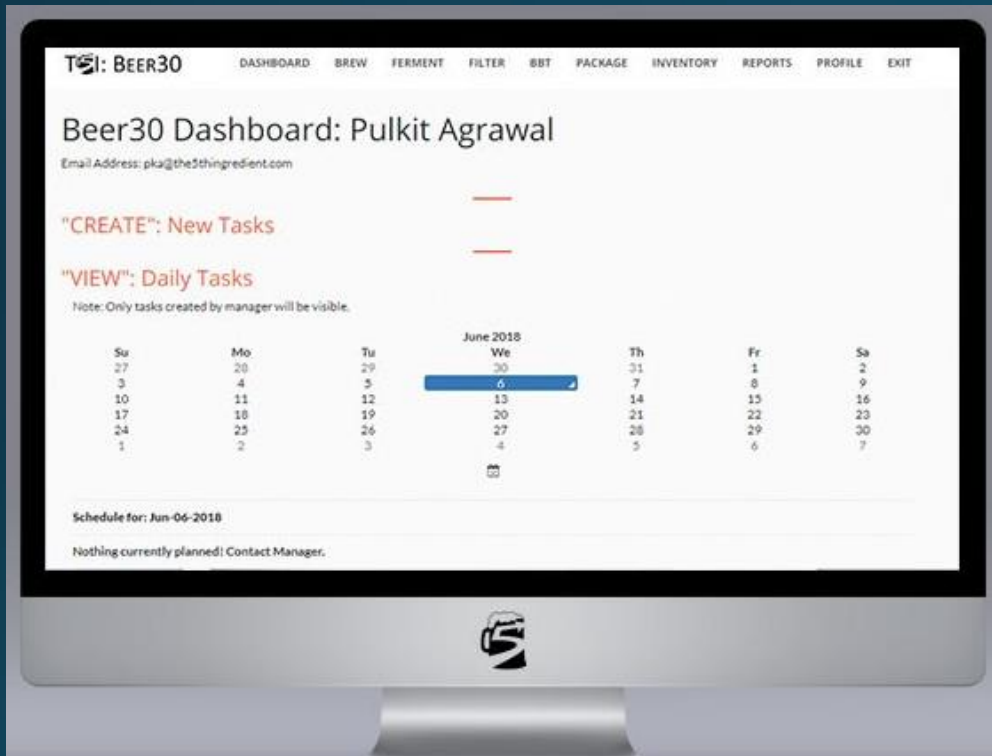 T5I: BEER30 DASHBOARD BREW FERMENT FILTER BBT PACKAGE INVENTORY REPORTS PROFILE EXIT
Beer30 Dashboard: Pulkit Agrawal
Email Address: pka@the5thingredient.com
"CREATE": New Tasks
"VIEW": Daily Tasks
Note: Only tasks created by manager will be visible.
June 2018
Su Mo Tu We Th Fr Sa
27 28 29 30 31 1 2
3 4 5 6 7 8 9
10 11 12 13 14 15 16
17 18 19 20 21 22 23
24 25 26 27 28 29 30
1 2 3 4 5 6 7
Schedule for: Jun-06-2018
Nothing currently planned! Contact Manager.
5